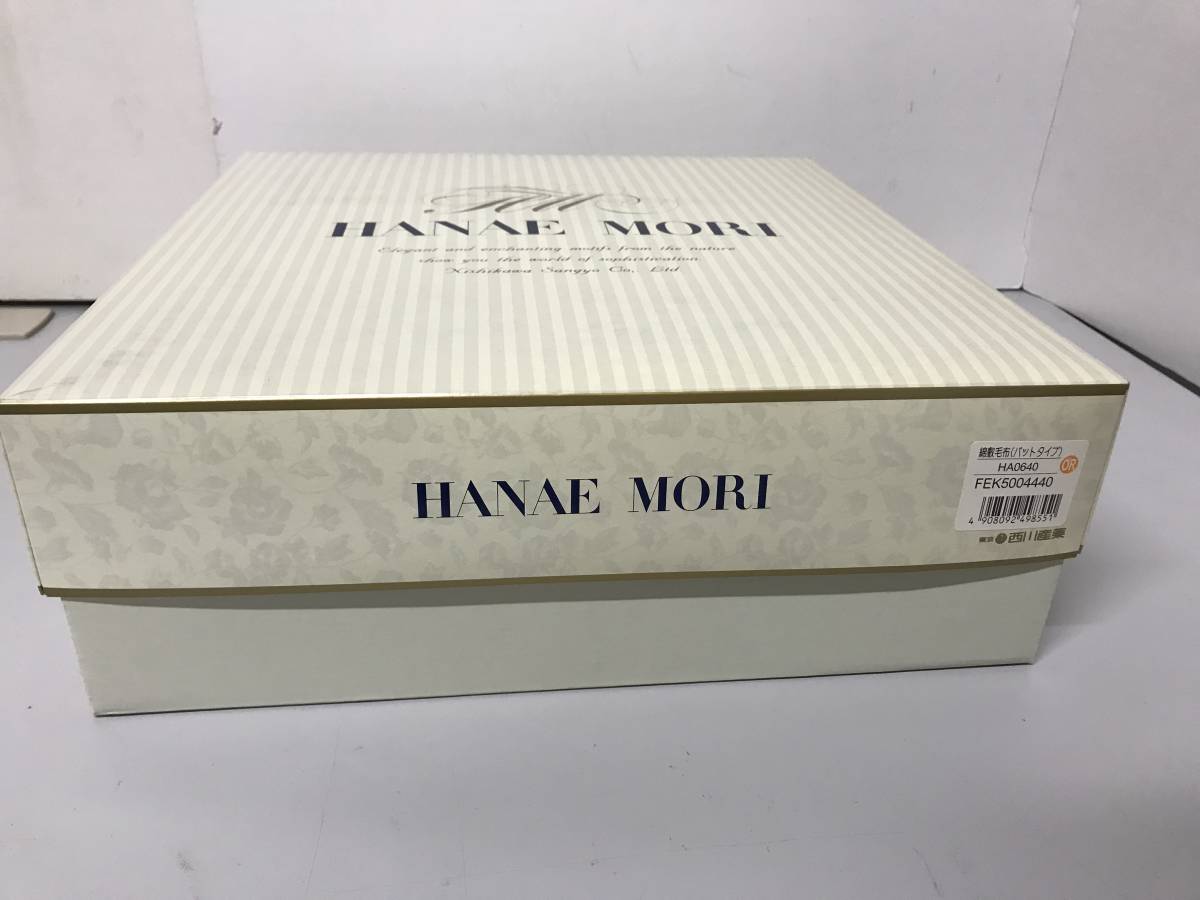 HM
HANAE MORI
Elegant and enchanting motifs from the nature
show you the world of sophistication.
Nishikawa Sangyo Co., Ltd.
HANAE MORI
綿敷毛布(パットタイプ)
HA0640
OR
FEK5004440
4 908092 498551
東京 西川産業